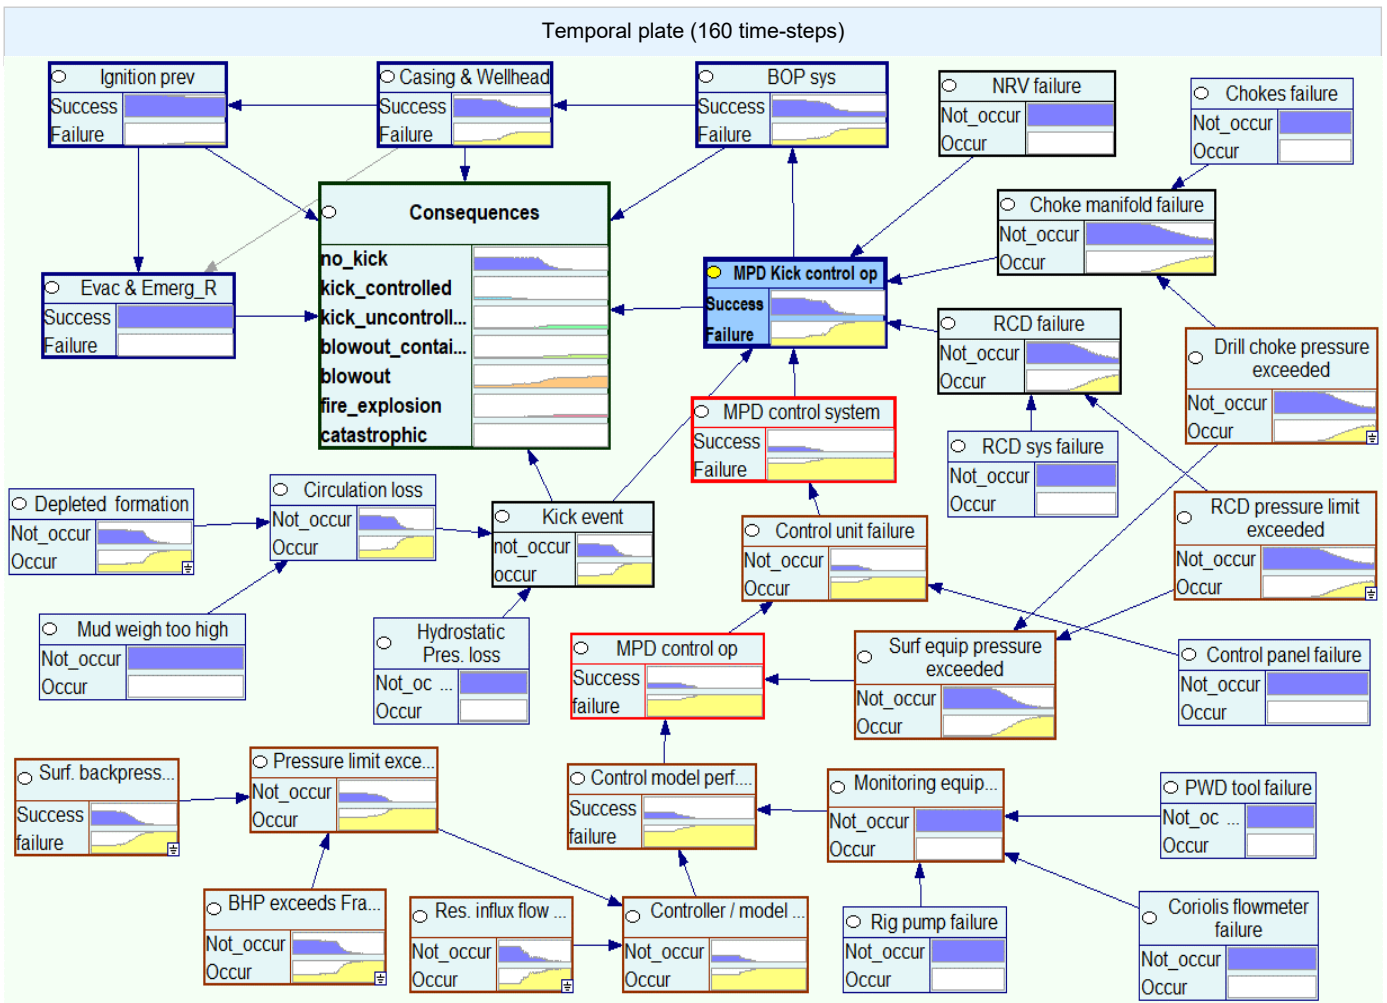 Temporal plate (160 time-steps)
Ignition prev
Success
Failure
Casing & Wellhead
Success
Failure
BOP sys
Success
Failure
NRV failure
Not_occur
Occur
Chokes failure
Not_occur
Occur
Choke manifold failure
Not_occur
Occur
Consequences
no_kick
kick_controlled
kick_uncontroll...
blowout_contai...
blowout
fire_explosion
catastrophic
Evac & Emerg_R
Success
Failure
MPD Kick control op
Success
Failure
RCD failure
Not_occur
Occur
Drill choke pressure
exceeded
Not_occur
Occur
MPD control system
Success
Failure
RCD sys failure
Not_occur
Occur
Depleted formation
Not_occur
Occur
Circulation loss
Not_occur
Occur
Kick event
not_occur
occur
Control unit failure
Not_occur
Occur
RCD pressure limit
exceeded
Not_occur
Occur
Mud weigh too high
Not_occur
Occur
Hydrostatic
Pres. loss
Not_oc ...
Occur
MPD control op
Success
failure
Surf equip pressure
exceeded
Not_occur
Occur
Control panel failure
Not_occur
Occur
Surf. backpress...
Success
failure
Pressure limit exce...
Not_occur
Occur
Control model perf....
Success
failure
Monitoring equip...
Not_occur
Occur
PWD tool failure
Not_oc ...
Occur
BHP exceeds Fra...
Not_occur
Occur
Res. influx flow ...
Not_occur
Occur
Controller / model ...
Not_occur
Occur
Rig pump failure
Not_occur
Occur
Coriolis flowmeter
failure
Not_occur
Occur